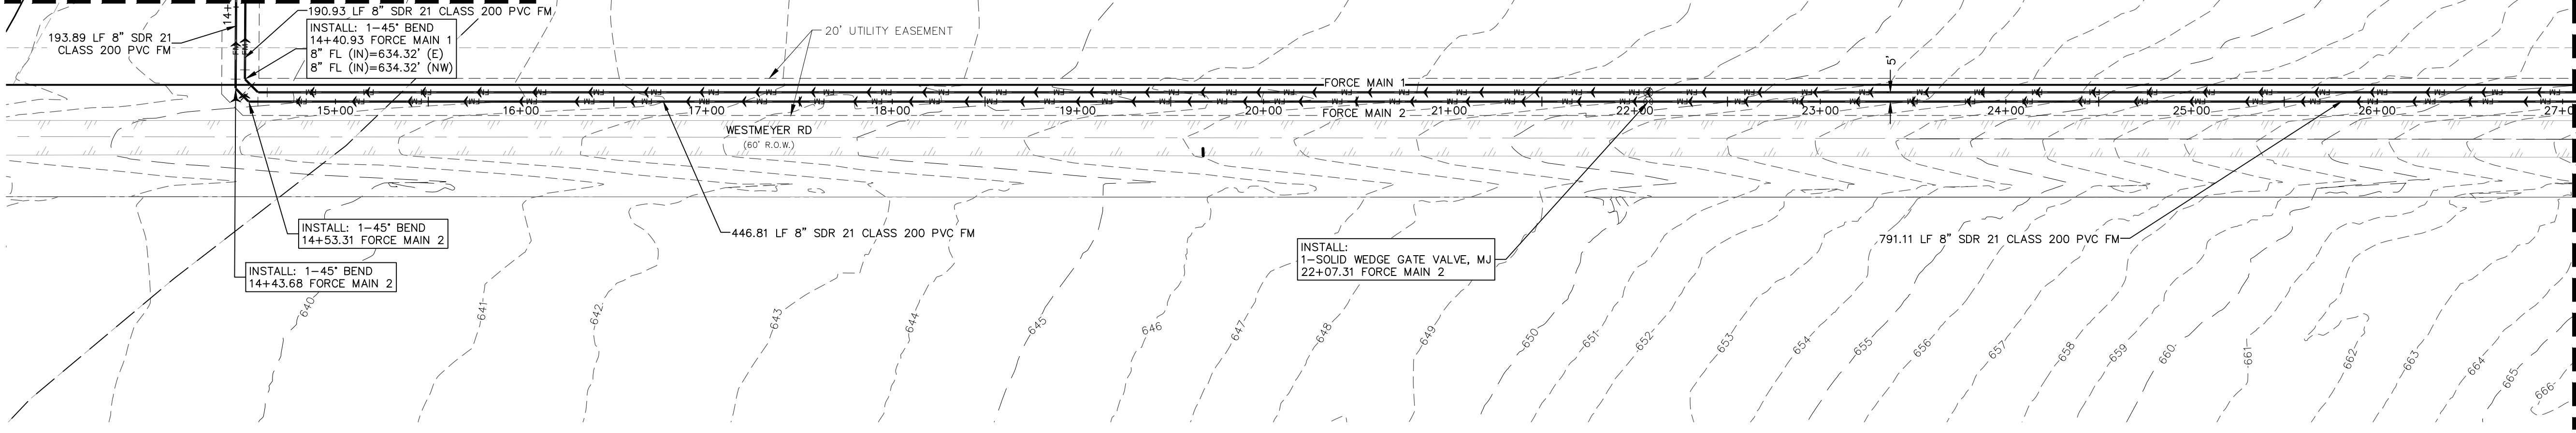 14+
190.93 LF 8" SDR 21 CLASS 200 PVC FM
193.89 LF 8" SDR 21
CLASS 200 PVC FM
INSTALL: 1-45° BEND
14+40.93 FORCE MAIN 1
8" FL (IN)=634.32' (E)
8" FL (IN)=634.32' (NW)
20' UTILITY EASEMENT
FORCE MAIN 1
5'
15+00
16+00
17+00
18+00
19+00
20+00
21+00
22+00
23+00
24+00
25+00
26+00
27+0
FORCE MAIN 2
WESTMEYER RD
(60' R.O.W.)
INSTALL: 1-45° BEND
14+53.31 FORCE MAIN 2
446.81 LF 8" SDR 21 CLASS 200 PVC FM
INSTALL:
1-SOLID WEDGE GATE VALVE, MJ
22+07.31 FORCE MAIN 2
791.11 LF 8" SDR 21 CLASS 200 PVC FM
INSTALL: 1-45° BEND
14+43.68 FORCE MAIN 2
640
641
642
643
644
645
646
647
648
649
650
651
652
653
654
655
656
657
658
659
660
661
662
663
664
665
666